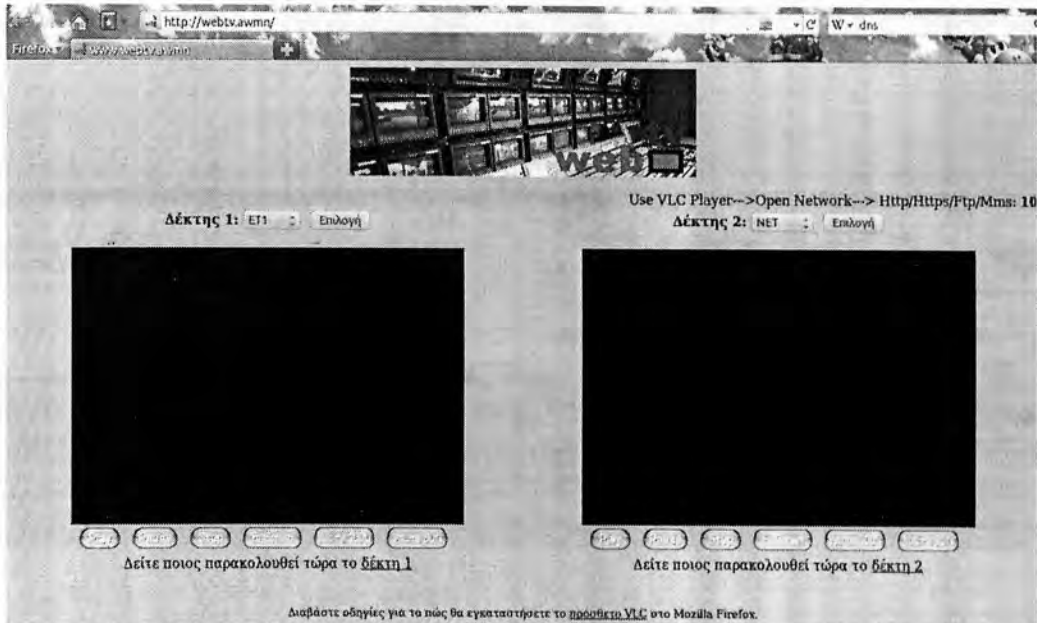 http://webtv.awmn/
W dns
Firefox
www.webtv.awmn
web
Use VLC Player--->Open Network---> Http/Https/Ftp/Mms: 10
Δέκτης 1: ET1 Επιλογή
Δέκτης 2: NET Επιλογή
Δείτε ποιος παρακολουθεί τώρα το δέκτη 1
Δείτε ποιος παρακολουθεί τώρα το δέκτη 2
Διαβάστε οδηγίες για το πώς θα εγκαταστήσετε το πρόσθετο VLC στο Mozilla Firefox.